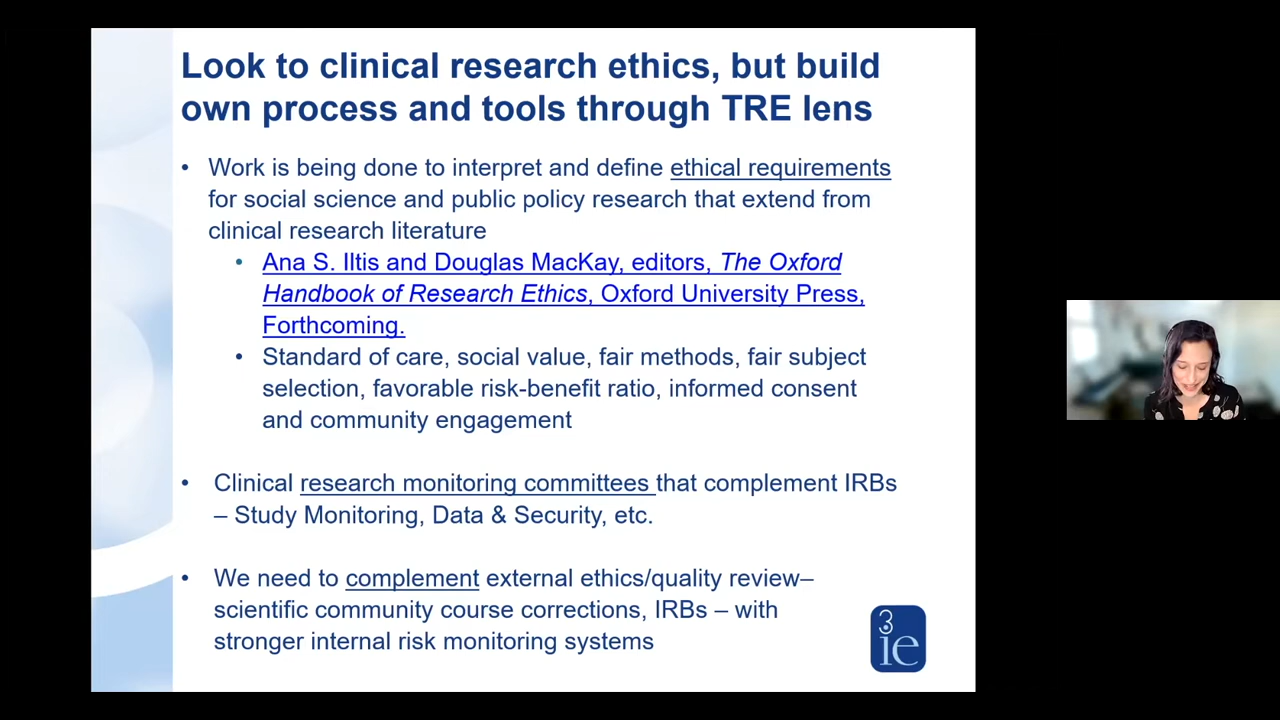 Look to clinical research ethics, but build
own process and tools through TRE lens
• Work is being done to interpret and define ethical requirements
for social science and public policy research that extend from
clinical research literature
• Ana S. Iltis and Douglas MacKay, editors, The Oxford
Handbook of Research Ethics, Oxford University Press,
Forthcoming.
• Standard of care, social value, fair methods, fair subject
selection, favorable risk-benefit ratio, informed consent
and community engagement
• Clinical research monitoring committees that complement IRBs
– Study Monitoring, Data & Security, etc.
• We need to complement external ethics/quality review–
scientific community course corrections, IRBs – with
stronger internal risk monitoring systems
3
ie